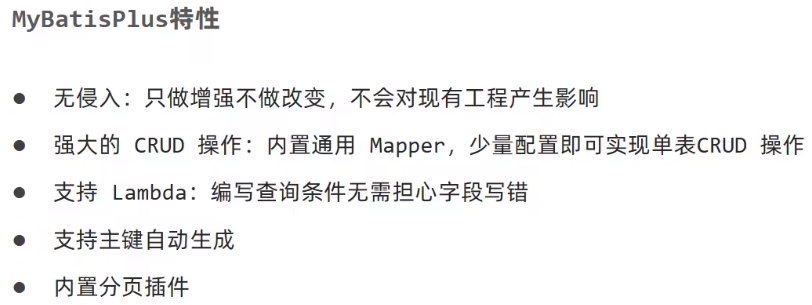 MyBatisPlus特性
● 无侵入：只做增强不做改变，不会对现有工程产生影响
● 强大的 CRUD 操作：内置通用 Mapper，少量配置即可实现单表CRUD 操作
● 支持 Lambda：编写查询条件无需担心字段写错
● 支持主键自动生成
● 内置分页插件